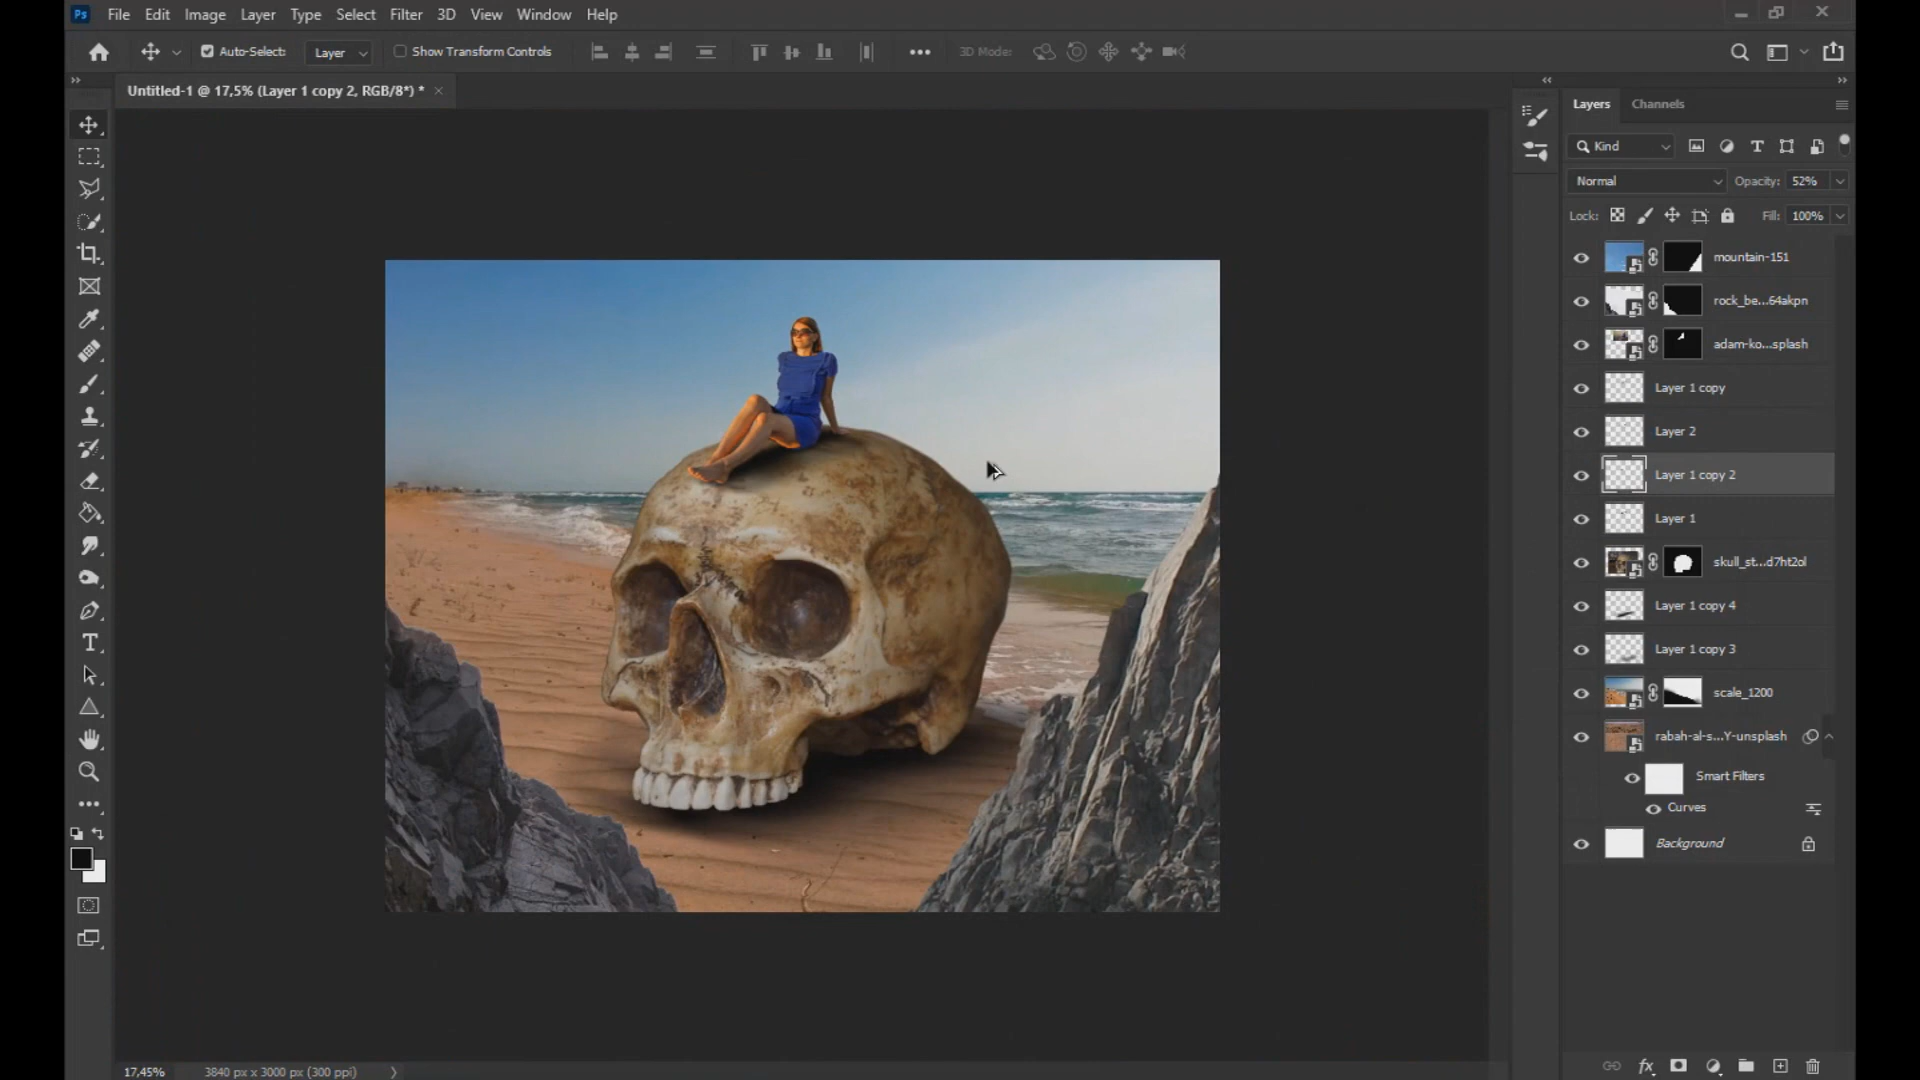 Ps File Edit Image Layer Type Select Filter 3D View Window Help
Auto-Select: Layer Show Transform Controls ••• 3D Mode:
Untitled-1 @ 17,5% (Layer 1 copy 2, RGB/8*) * ×
Layers Channels
Kind
Normal Opacity: 52%
Lock: Fill: 100%
mountain-151
rock_be...64akpn
adam-ko...splash
Layer 1 copy
Layer 2
Layer 1 copy 2
Layer 1
skull_st...d7ht2ol
Layer 1 copy 4
Layer 1 copy 3
scale_1200
rabah-al-s...Y-unsplash
Smart Filters
Curves
Background
17,45% 3840 px x 3000 px (300 ppi)